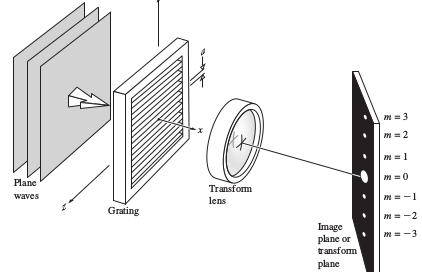 d
x
z
Plane
waves
Grating
Transform
lens
Image
plane or
transform
plane
m = 3
m = 2
m = 1
m = 0
m = −1
m = −2
m = −3